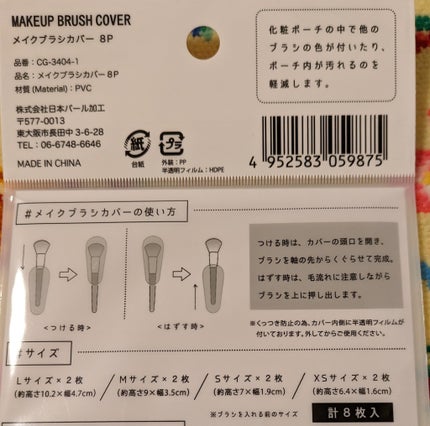 MAKEUP BRUSH COVER
メイクブラシカバー 8P
品番：CG-3404-1
品名：メイクブラシカバー8P
材質 (Material)：PVC
株式会社日本パール加工
〒577-0013
東大阪市長田中3-6-28
TEL：06-6748-6646
MADE IN CHINA
化粧ポーチの中で他の
ブラシの色が付いたり、
ポーチ内が汚れるのを
軽減します。
紙
台紙
プラ
外装：PP
半透明フィルム：HDPE
4 952583 059875
#メイクブラシカバーの使い方
<つける時>
<はずす時>
つける時は、カバーの頭口を開き、
ブラシを軸の先からくぐらせて完成。
はずす時は、毛流れに注意しながら
ブラシを上に押し出します。
※くっつき防止の為、カバー内側に半透明フィルムが
付いております。外してからご使用ください。
#サイズ
Lサイズ×2枚
(約高さ10.2×幅4.7cm)
Mサイズ×2枚
(約高さ9×幅3.5cm)
Sサイズ×2枚
(約高さ7×幅1.9cm)
XSサイズ×2枚
(約高さ6.4×幅1.6cm)
※ブラシを入れる前のサイズ
計8枚入